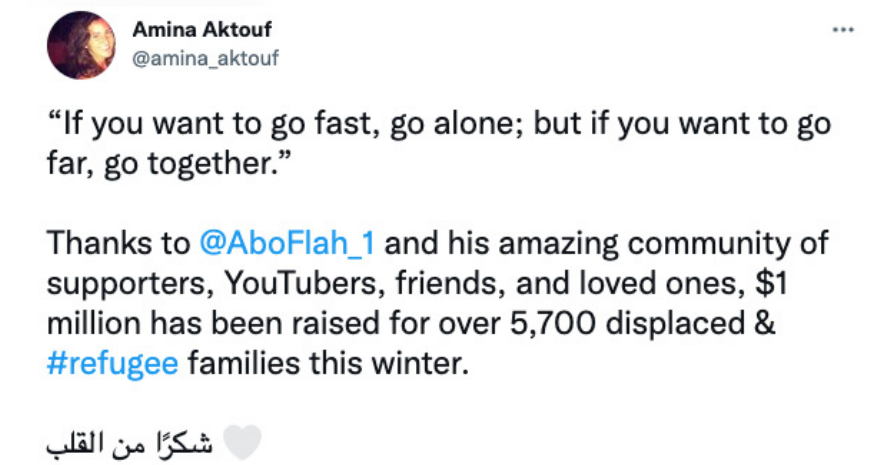 Amina Aktouf
@amina_aktouf
“If you want to go fast, go alone; but if you want to go
far, go together.”
Thanks to @AboFlah_1 and his amazing community of
supporters, YouTubers, friends, and loved ones, $1
million has been raised for over 5,700 displaced &
#refugee families this winter.
شكرًا من القلب 🤍